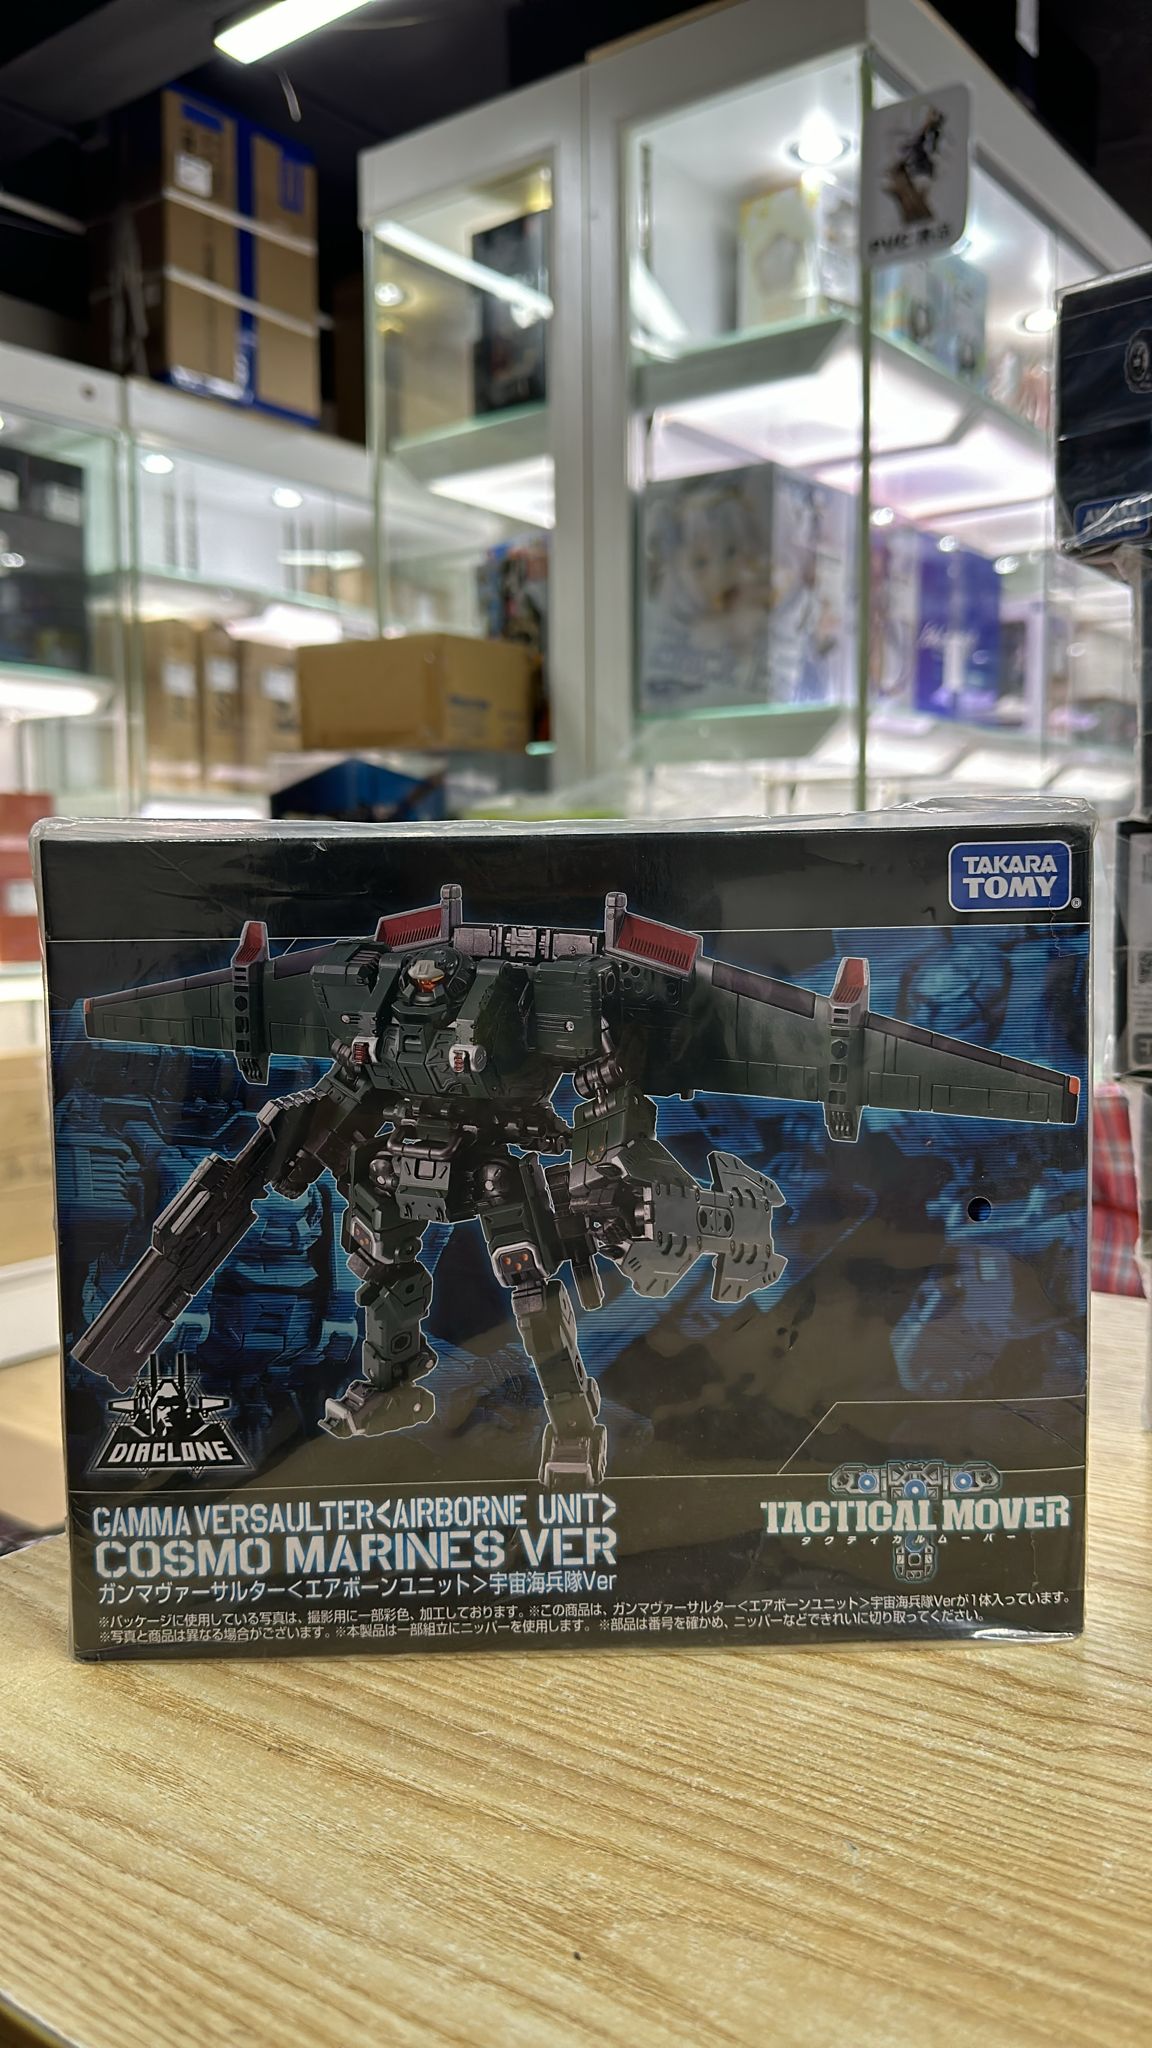 TAKARA
TOMY
DIACLONE
GAMMA VERSAULTER<AIRBORNE UNIT>
COSMO MARINES VER
ガンマヴァーサルター<エアボーンユニット>宇宙海兵隊Ver
TACTICAL MOVER
タクティカルムーバー
※パッケージに使用している写真は、撮影用に一部彩色、加工しております。※この商品は、ガンマヴァーサルター<エアボーンユニット>宇宙海兵隊Verが1体入っています。
※写真と商品は異なる場合がございます。※本製品は一部組立にニッパーを使用します。※部品は番号を確かめ、ニッパーなどできれいに切り取ってください。